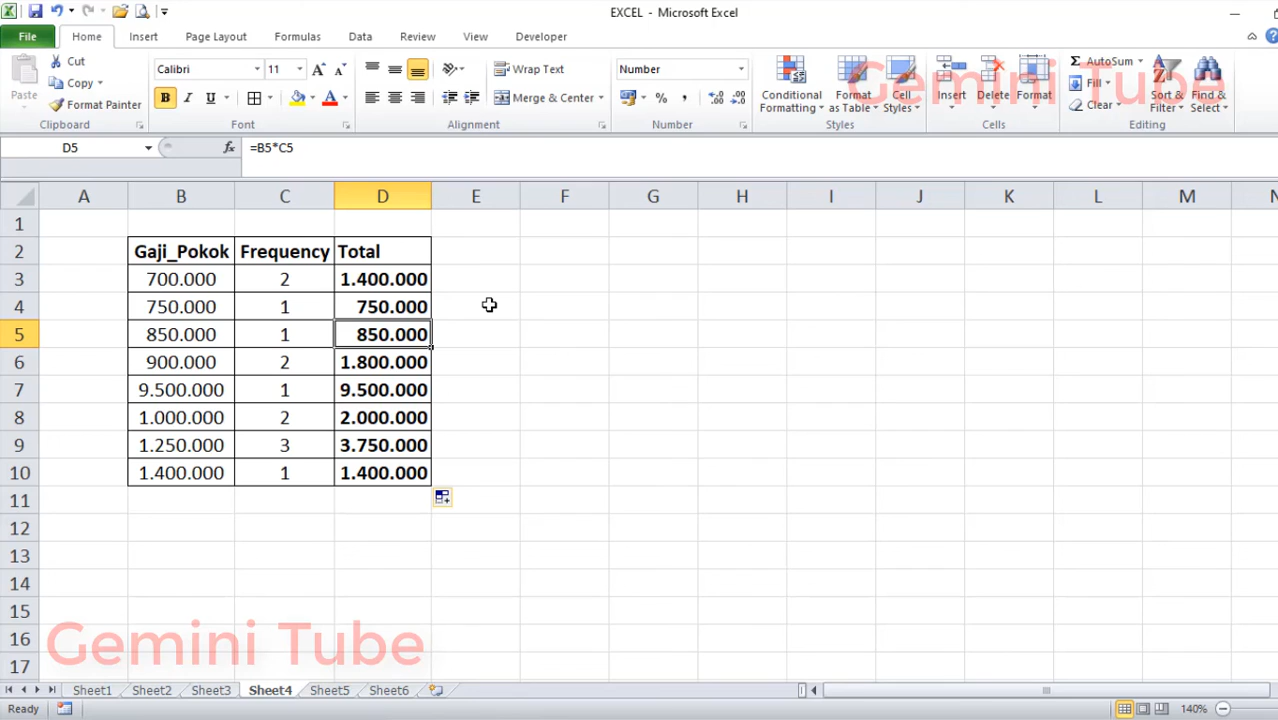 EXCEL - Microsoft Excel
File Home Insert Page Layout Formulas Data Review View Developer
Paste Cut Copy Format Painter Clipboard
Calibri 11 B I U A Font
Wrap Text Merge & Center Alignment
Number % , Number
Conditional Formatting Format as Table Cell Styles Styles
Insert Delete Format Cells
Σ AutoSum Fill Clear Sort & Filter Find & Select Editing
Gemini Tube
D5 fx =B5*C5
A B C D E F G H I J K L M N
1
2 Gaji_Pokok Frequency Total
3 700.000 2 1.400.000
4 750.000 1 750.000
5 850.000 1 850.000
6 900.000 2 1.800.000
7 9.500.000 1 9.500.000
8 1.000.000 2 2.000.000
9 1.250.000 3 3.750.000
10 1.400.000 1 1.400.000
11
12
13
14
15
16
Gemini Tube
17
Sheet1 Sheet2 Sheet3 Sheet4 Sheet5 Sheet6
Ready 140%